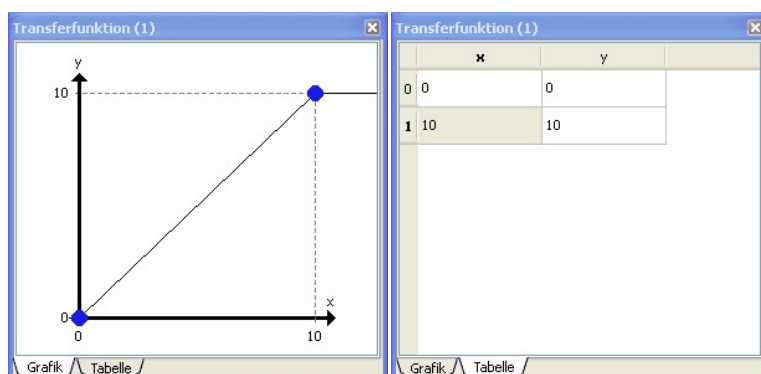 Transferfunktion (1)
y
10
0
0
10
x
Grafik Tabelle
Transferfunktion (1)
x y
0 0 0
1 10 10
Grafik Tabelle